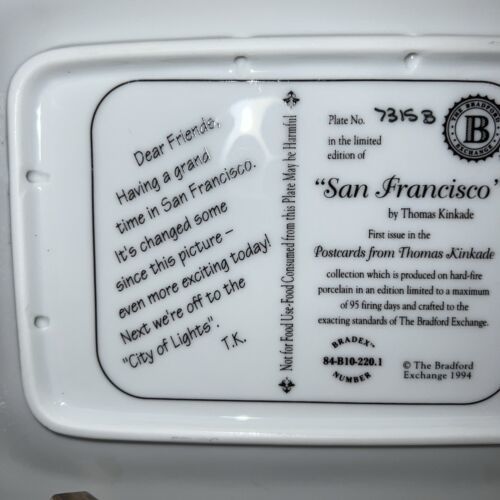 Dear Friends,
Having a grand
time in San Francisco.
It's changed some
since this picture –
even more exciting today!
Next we're off to the
"City of Lights".
T.K.
Not for Food Use-Food Consumed from this Plate May be Harmful
Plate No. 7315B
in the limited
edition of
THE BRADFORD
B
EXCHANGE
"San Francisco"
by Thomas Kinkade
First issue in the
Postcards from Thomas Kinkade
collection which is produced on hard-fire
porcelain in an edition limited to a maximum
of 95 firing days and crafted to the
exacting standards of The Bradford Exchange.
BRADEX™
84-B10-220.1
NUMBER
© The Bradford
Exchange 1994